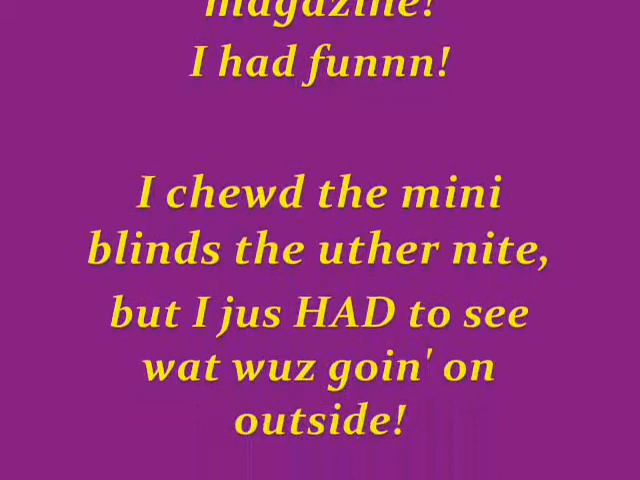 magazine!
I had funnn!
I chewd the mini
blinds the uther nite,
but I jus HAD to see
wat wuz goin' on
outside!